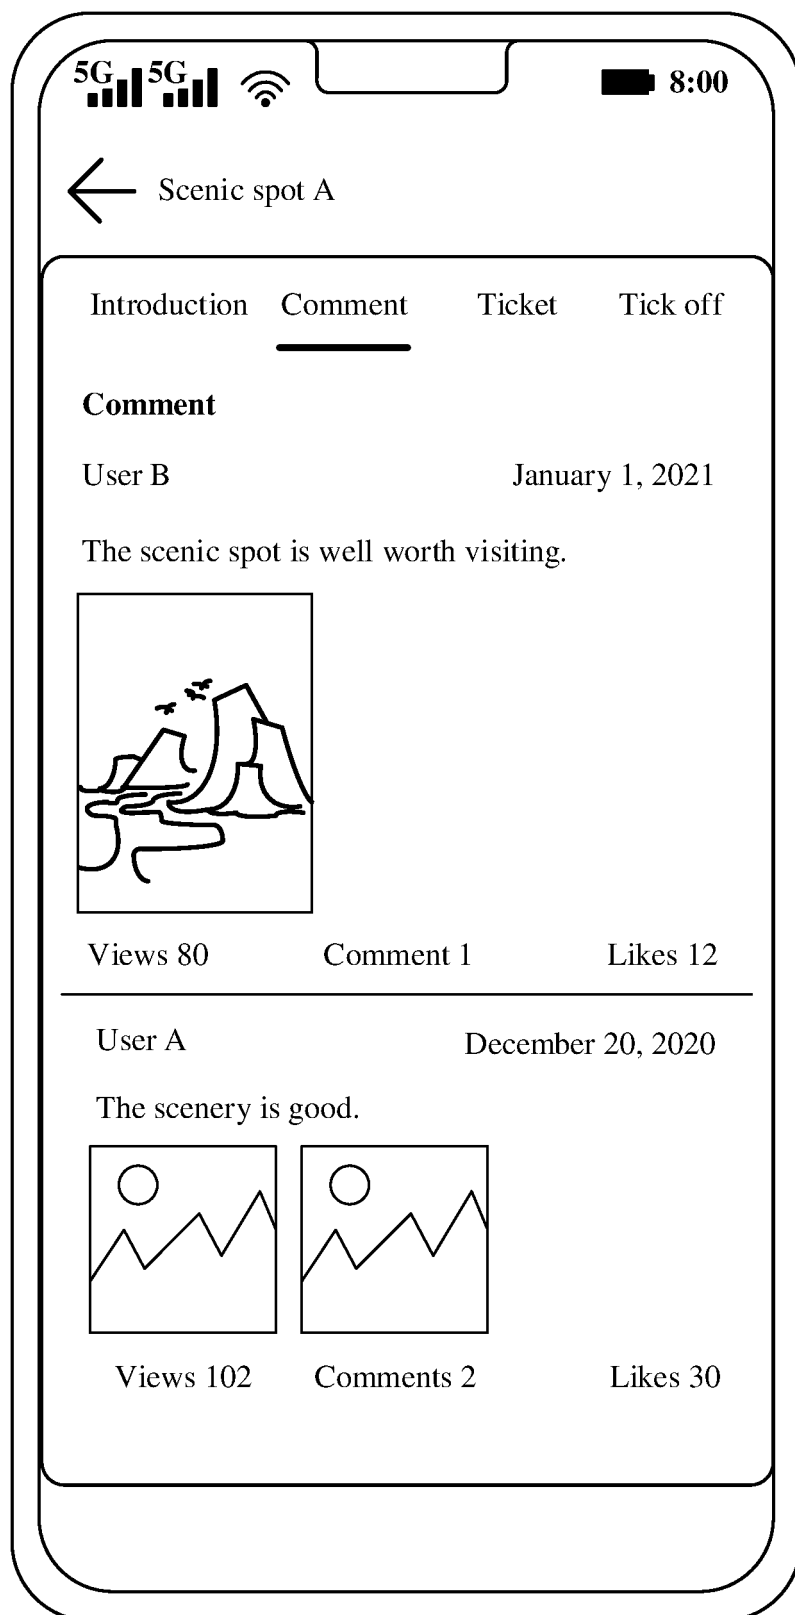 5G 5G 8:00
Scenic spot A
Introduction Comment Ticket Tick off
Comment
User B January 1, 2021
The scenic spot is well worth visiting.
Views 80 Comment 1 Likes 12
User A December 20, 2020
The scenery is good.
Views 102 Comments 2 Likes 30